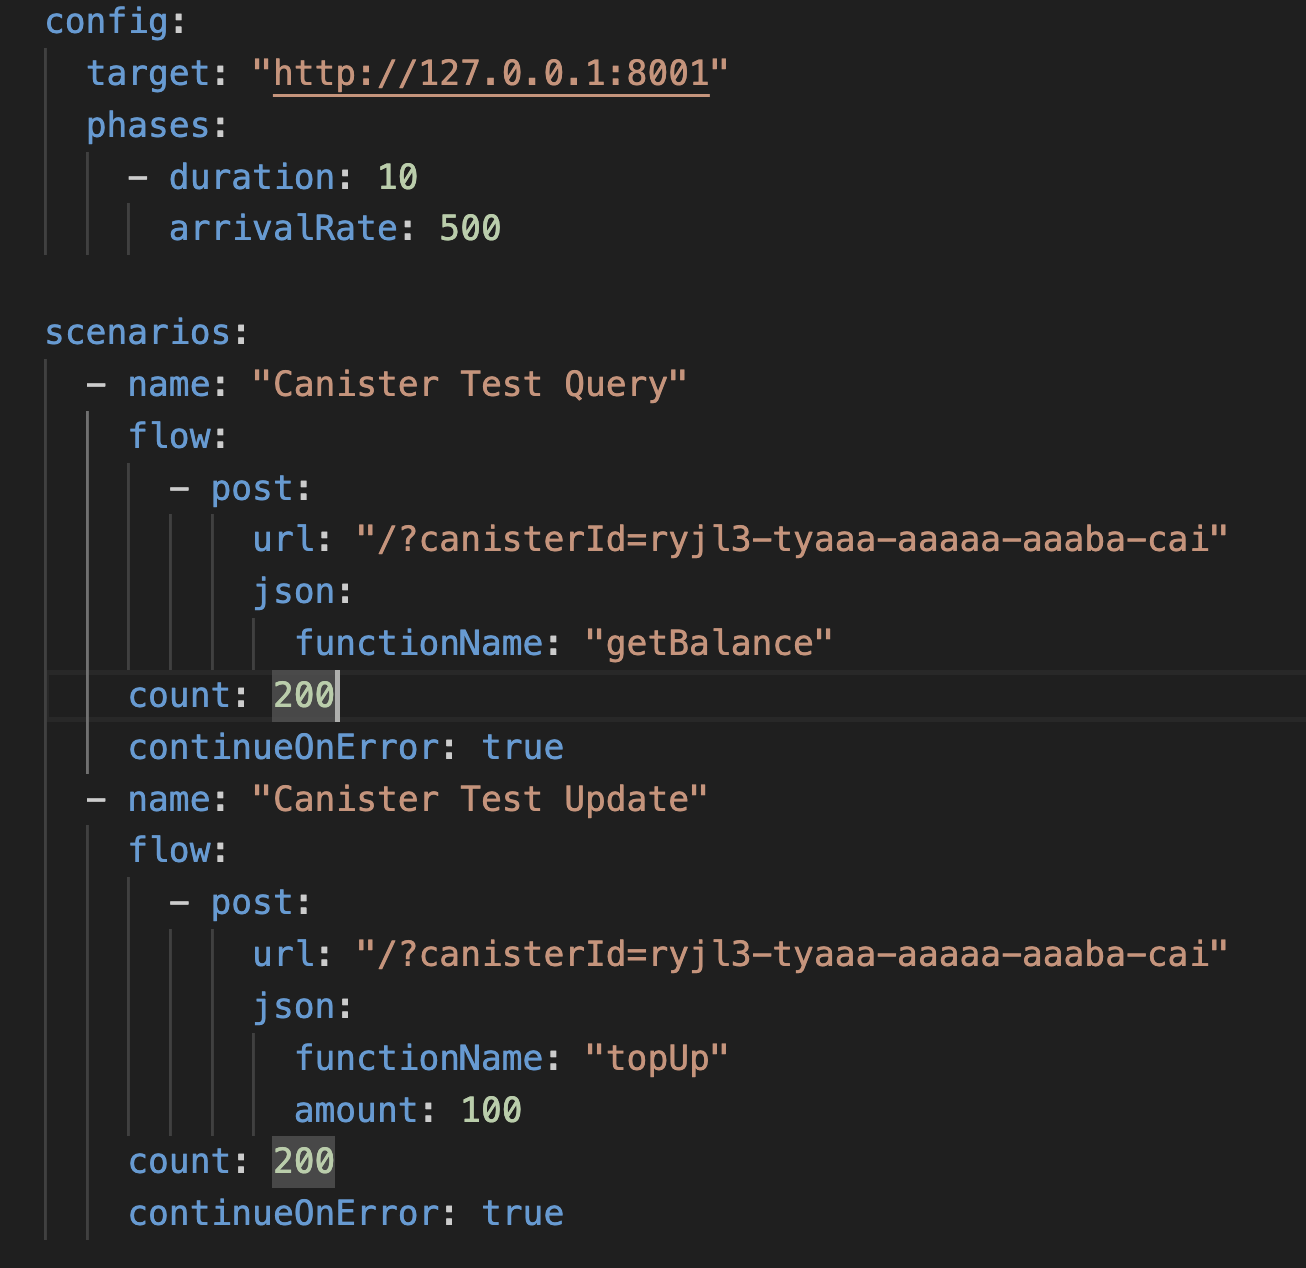 config:
  target: "http://127.0.0.1:8001"
  phases:
    - duration: 10
      arrivalRate: 500

scenarios:
  - name: "Canister Test Query"
    flow:
      - post:
          url: "/?canisterId=ryjl3-tyaaa-aaaaa-aaaba-cai"
          json:
            functionName: "getBalance"
    count: 200
    continueOnError: true
  - name: "Canister Test Update"
    flow:
      - post:
          url: "/?canisterId=ryjl3-tyaaa-aaaaa-aaaba-cai"
          json:
            functionName: "topUp"
            amount: 100
    count: 200
    continueOnError: true